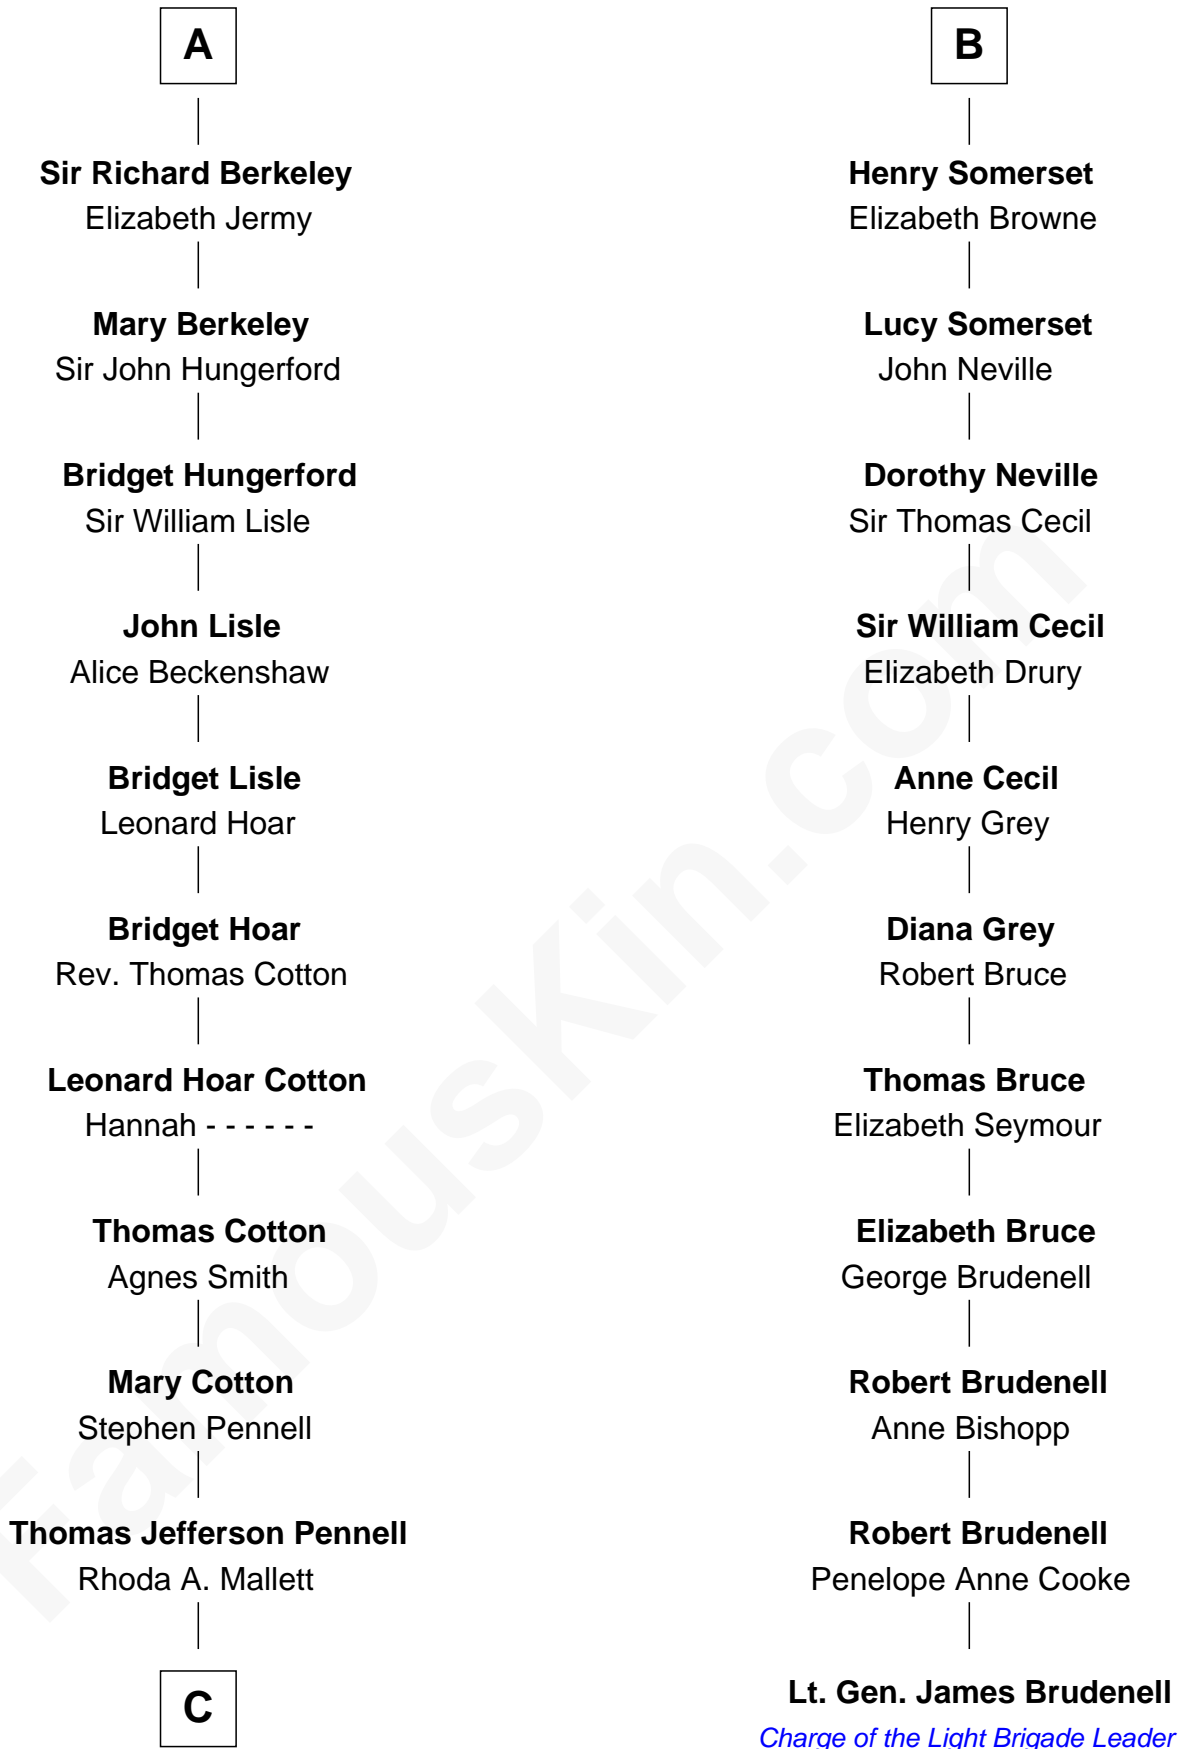 A
Sir Richard Berkeley
Elizabeth Jermy
Mary Berkeley
Sir John Hungerford
Bridget Hungerford
Sir William Lisle
John Lisle
Alice Beckenshaw
Bridget Lisle
Leonard Hoar
Bridget Hoar
Rev. Thomas Cotton
Leonard Hoar Cotton
Hannah - - - - - -
Thomas Cotton
Agnes Smith
Mary Cotton
Stephen Pennell
Thomas Jefferson Pennell
Rhoda A. Mallett
C
B
Henry Somerset
Elizabeth Browne
Lucy Somerset
John Neville
Dorothy Neville
Sir Thomas Cecil
Sir William Cecil
Elizabeth Drury
Anne Cecil
Henry Grey
Diana Grey
Robert Bruce
Thomas Bruce
Elizabeth Seymour
Elizabeth Bruce
George Brudenell
Robert Brudenell
Anne Bishopp
Robert Brudenell
Penelope Anne Cooke
Lt. Gen. James Brudenell
Charge of the Light Brigade Leader
FamousKin.com